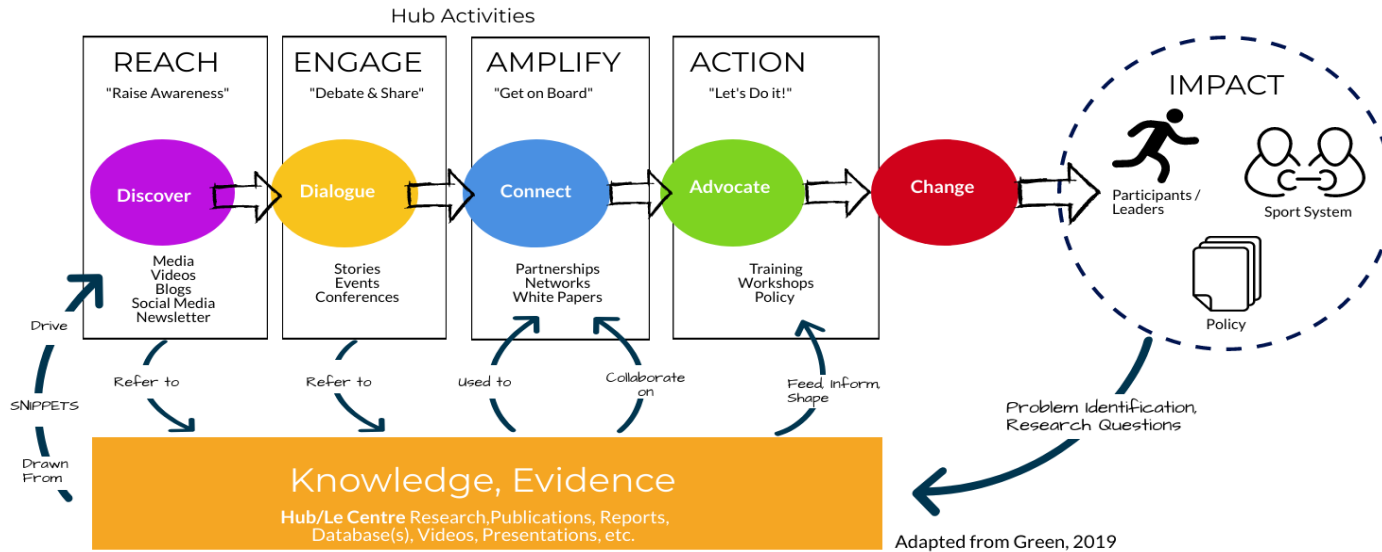 Hub Activities
REACH
"Raise Awareness"
Discover
Media
Videos
Blogs
Social Media
Newsletter
ENGAGE
"Debate & Share"
Dialogue
Stories
Events
Conferences
AMPLIFY
"Get on Board"
Connect
Partnerships
Networks
White Papers
ACTION
"Let's Do it!"
Advocate
Training
Workshops
Policy
Change
IMPACT
Participants /
Leaders
Sport System
Policy
Drive
SNIPPETS
Drawn
From
Refer to
Refer to
Used to
Collaborate
on
Feed, Inform,
Shape
Problem Identification,
Research Questions
Knowledge, Evidence
Hub/Le Centre Research,Publications, Reports,
Database(s), Videos, Presentations, etc.
Adapted from Green, 2019